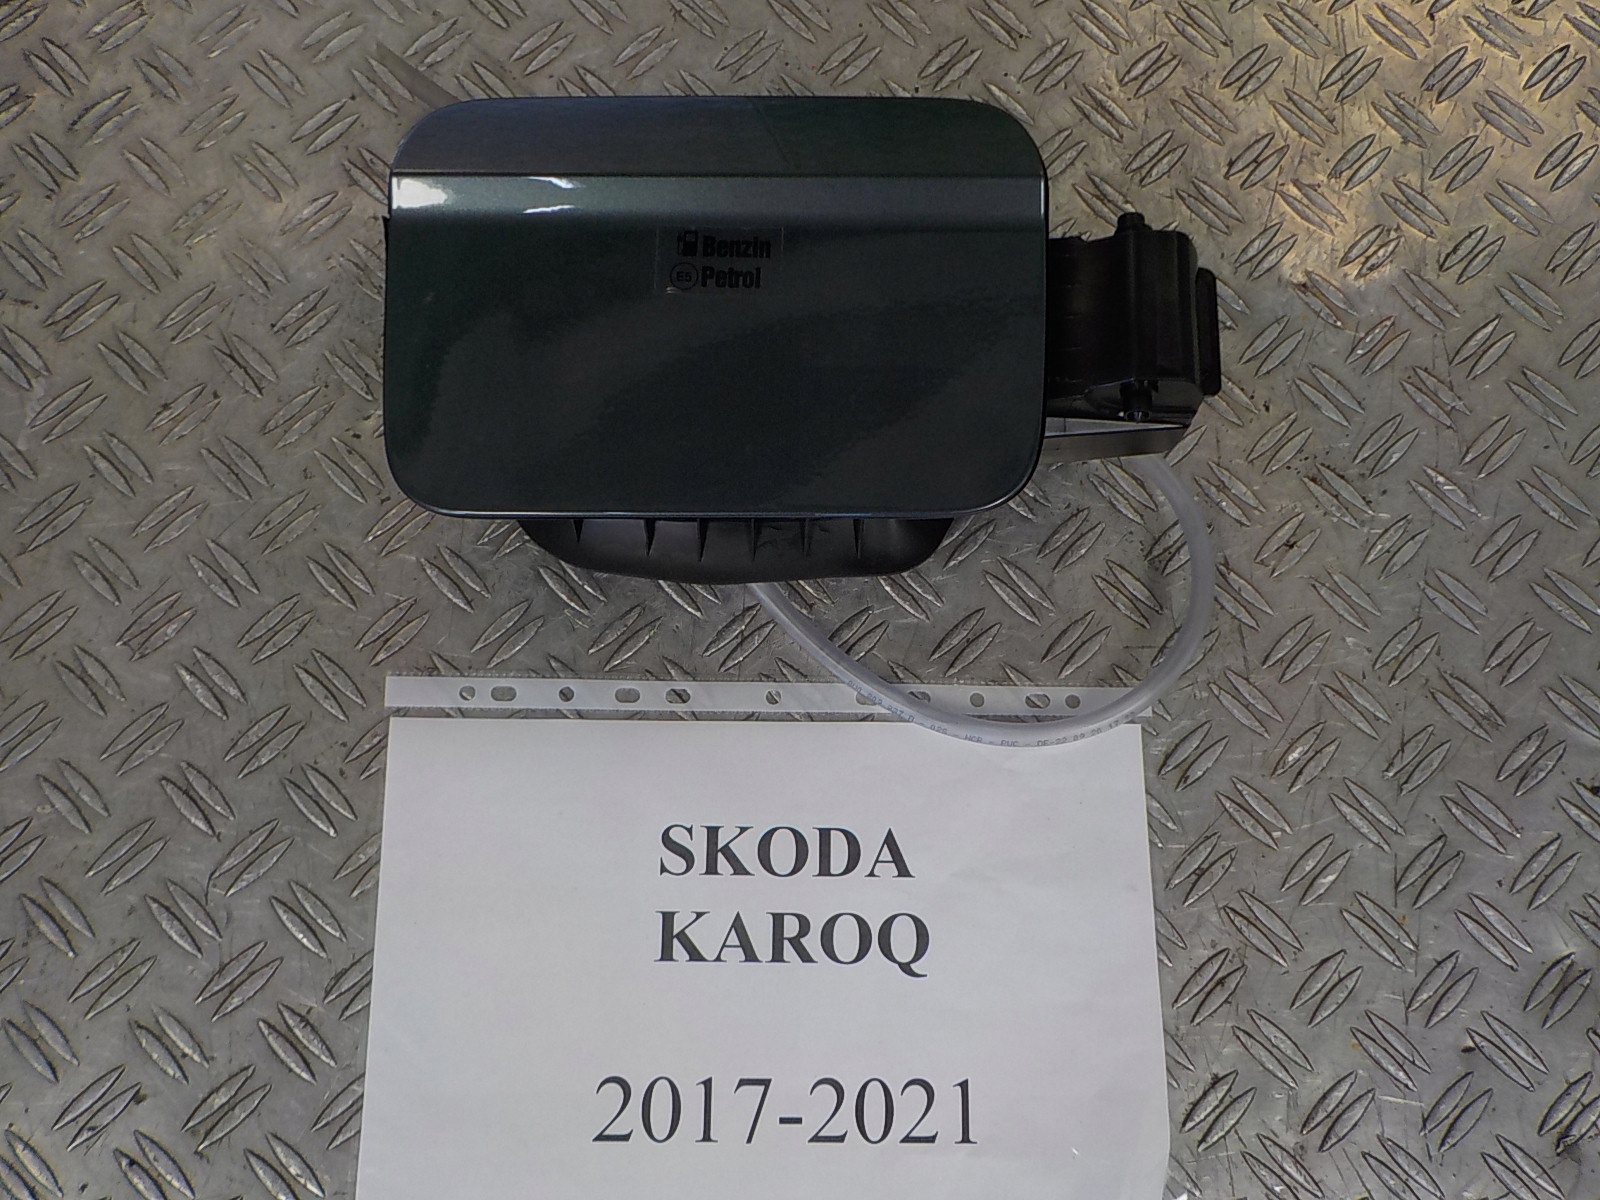 Benzin
E5 Petrol
SKODA
KAROQ
2017-2021